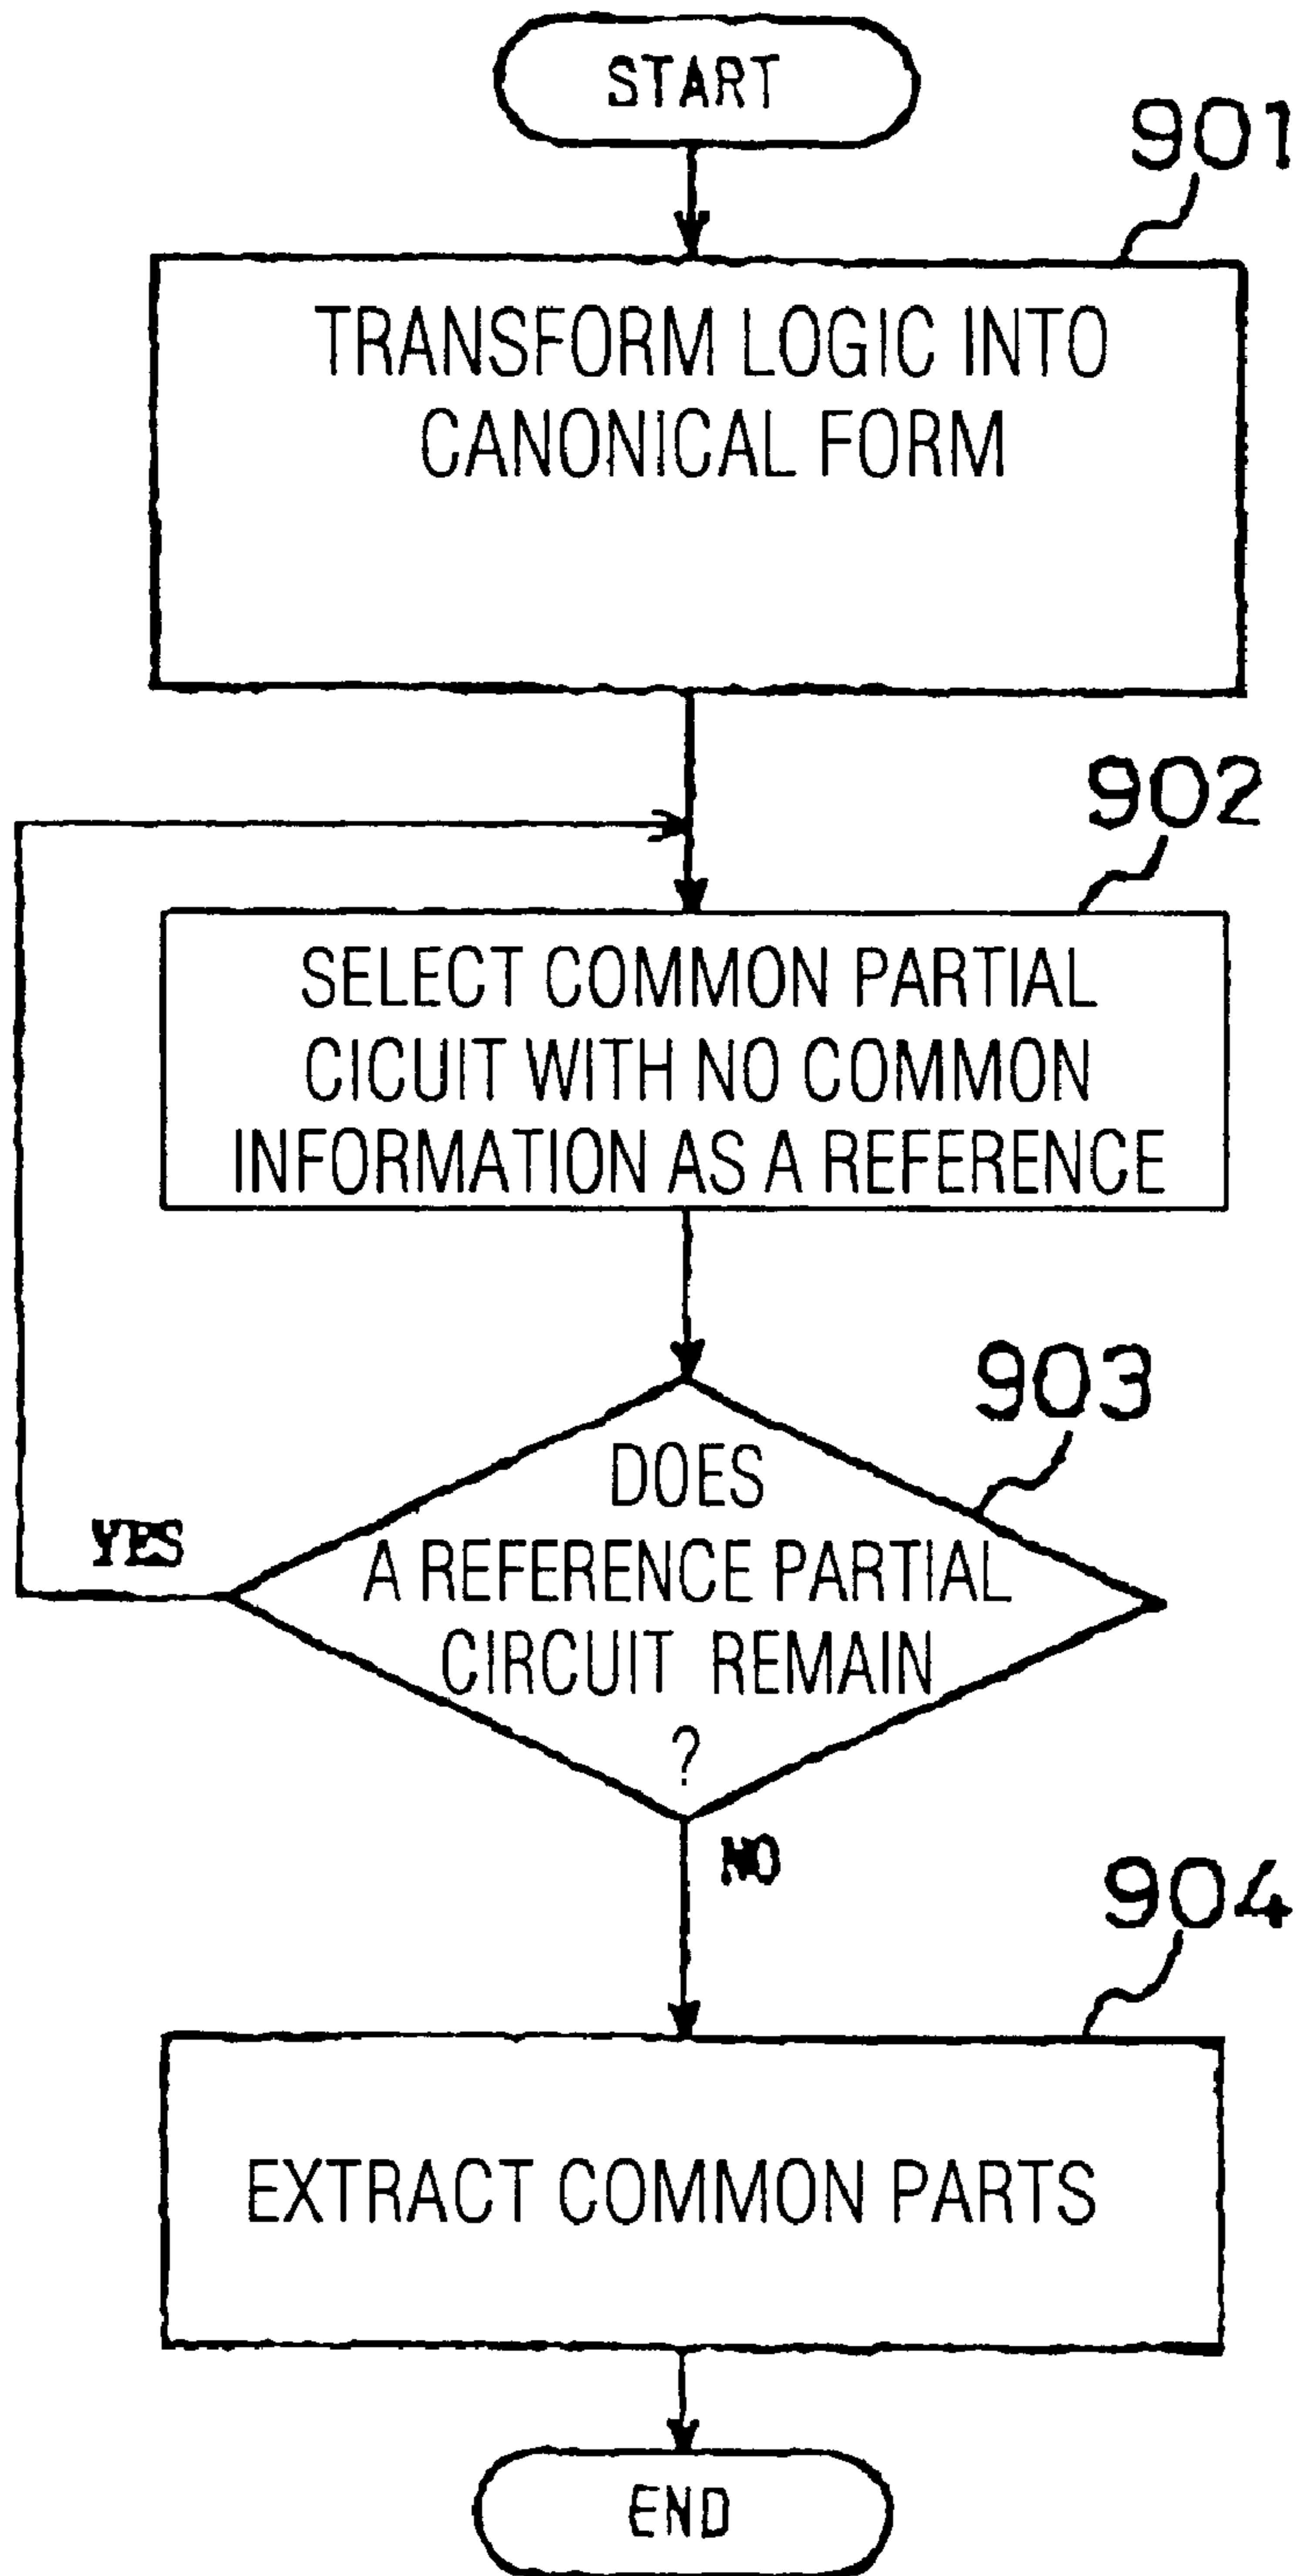 START
901
TRANSFORM LOGIC INTO
CANONICAL FORM
902
SELECT COMMON PARTIAL
CICUIT WITH NO COMMON
INFORMATION AS A REFERENCE
903
DOES
A REFERENCE PARTIAL
CIRCUIT REMAIN
?
YES
NO
904
EXTRACT COMMON PARTS
END